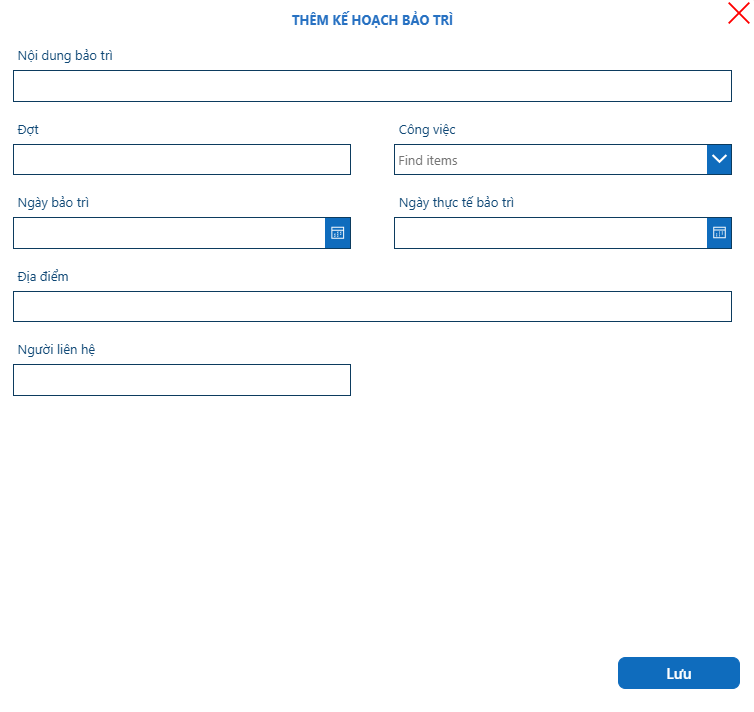 THÊM KẾ HOẠCH BẢO TRÌ
Nội dung bảo trì
Đợt
Công việc
Find items
Ngày bảo trì
Ngày thực tế bảo trì
Địa điểm
Người liên hệ
Lưu